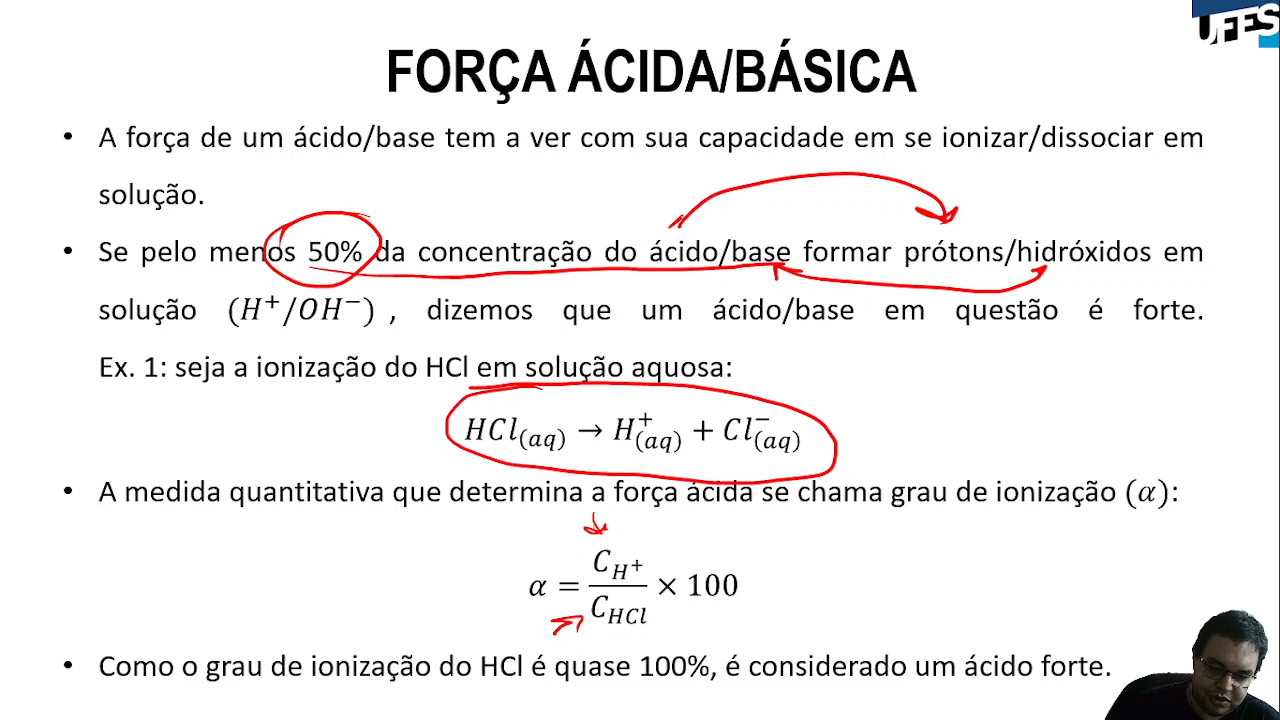 UFES
FORÇA ÁCIDA/BÁSICA
• A força de um ácido/base tem a ver com sua capacidade em se ionizar/dissociar em
solução.
• Se pelo menos 50% da concentração do ácido/base formar prótons/hidróxidos em
solução (H⁺/OH⁻) , dizemos que um ácido/base em questão é forte.
Ex. 1: seja a ionização do HCl em solução aquosa:
HCl(aq) → H⁺(aq) + Cl⁻(aq)
• A medida quantitativa que determina a força ácida se chama grau de ionização (α):
α = C_H⁺ / C_HCl × 100
• Como o grau de ionização do HCl é quase 100%, é considerado um ácido forte.